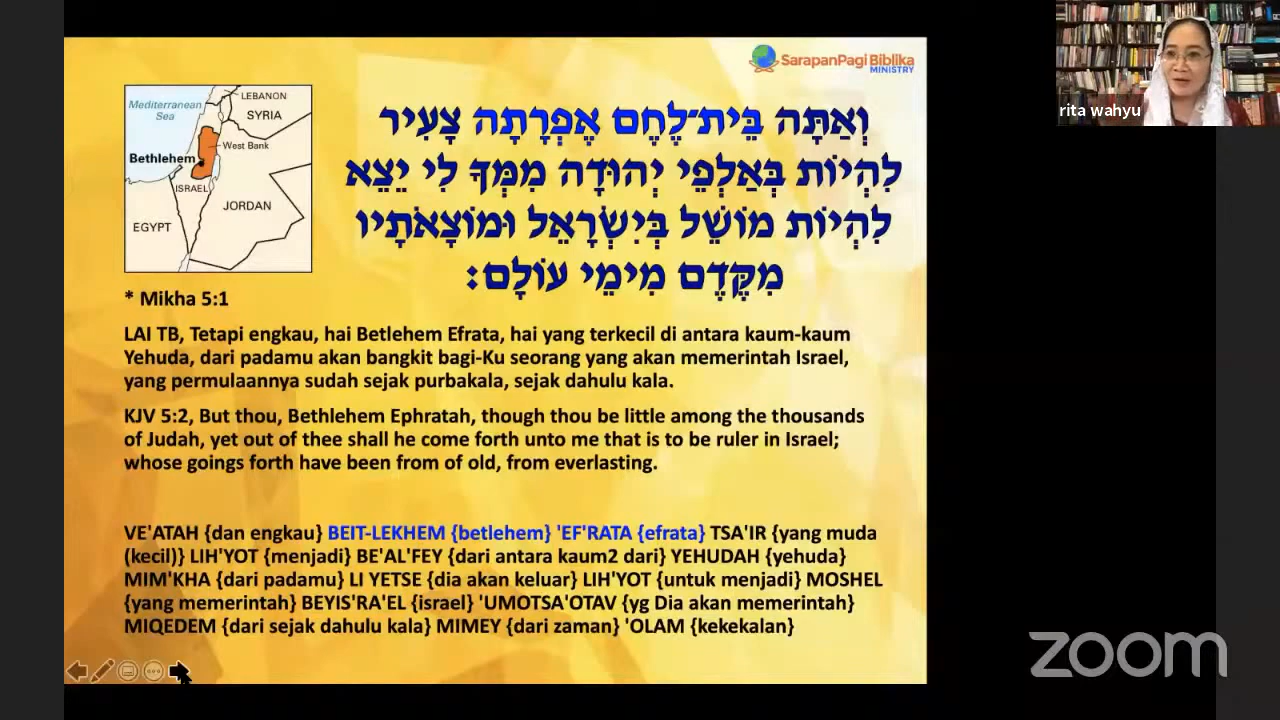 SarapanPagi Biblika
MINISTRY
rita wahyu
Mediterranean
Sea
LEBANON
SYRIA
West Bank
Bethlehem
ISRAEL
JORDAN
EGYPT
וְאַתָּה בֵּית־לֶחֶם אֶפְרָתָה צָעִיר
לִהְיוֹת בְּאַלְפֵי יְהוּדָה מִמְּךָ לִי יֵצֵא
לִהְיוֹת מוֹשֵׁל בְּיִשְׂרָאֵל וּמוֹצָאֹתָיו
מִקֶּדֶם מִימֵי עוֹלָם׃
* Mikha 5:1
LAI TB, Tetapi engkau, hai Betlehem Efrata, hai yang terkecil di antara kaum-kaum
Yehuda, dari padamu akan bangkit bagi-Ku seorang yang akan memerintah Israel,
yang permulaannya sudah sejak purbakala, sejak dahulu kala.
KJV 5:2, But thou, Bethlehem Ephratah, though thou be little among the thousands
of Judah, yet out of thee shall he come forth unto me that is to be ruler in Israel;
whose goings forth have been from of old, from everlasting.
VE'ATAH {dan engkau} BEIT-LEKHEM {betlehem} 'EF'RATA {efrata} TSA'IR {yang muda
(kecil)} LIH'YOT {menjadi} BE'AL'FEY {dari antara kaum2 dari} YEHUDAH {yehuda}
MIM'KHA {dari padamu} LI YETSE {dia akan keluar} LIH'YOT {untuk menjadi} MOSHEL
{yang memerintah} BEYIS'RA'EL {israel} 'UMOTSA'OTAV {yg Dia akan memerintah}
MIQEDEM {dari sejak dahulu kala} MIMEY {dari zaman} 'OLAM {kekekalan}
zoom